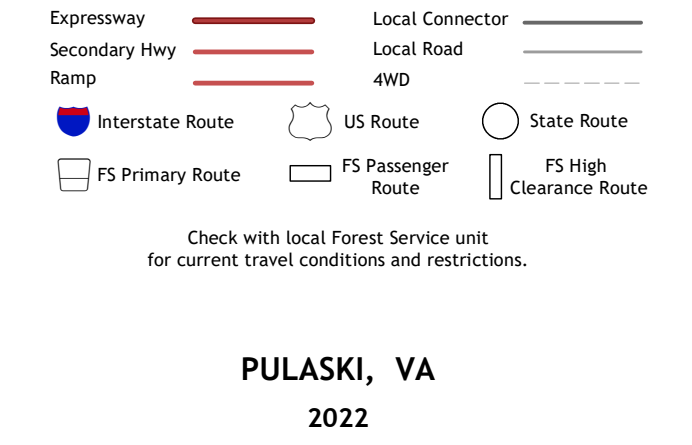 Expressway
Local Connector
Secondary Hwy
Local Road
Ramp
4WD
Interstate Route
US Route
State Route
FS Primary Route
FS Passenger
Route
FS High
Clearance Route
Check with local Forest Service unit
for current travel conditions and restrictions.
PULASKI, VA
2022